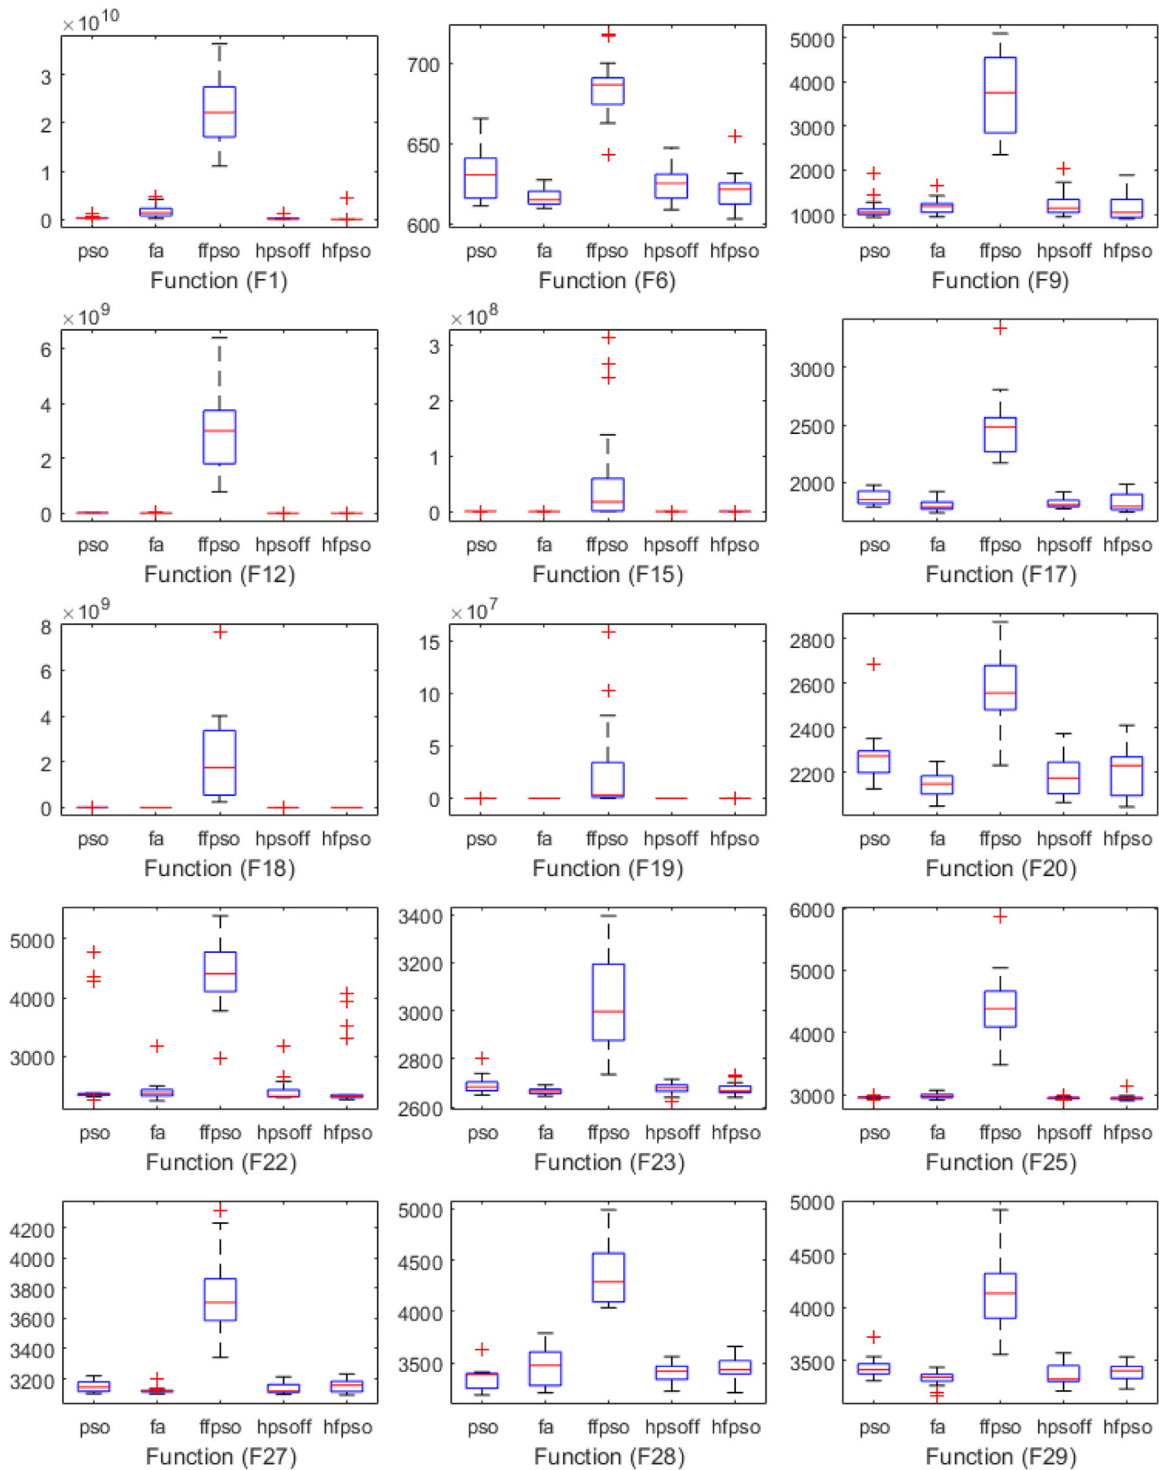 ×10^10
3
2
1
0
pso fa ffpso hpsoff hfpso
Function (F1)
700
650
600
pso fa ffpso hpsoff hfpso
Function (F6)
5000
4000
3000
2000
1000
pso fa ffpso hpsoff hfpso
Function (F9)
×10^9
6
4
2
0
pso fa ffpso hpsoff hfpso
Function (F12)
×10^8
3
2
1
0
pso fa ffpso hpsoff hfpso
Function (F15)
3000
2500
2000
pso fa ffpso hpsoff hfpso
Function (F17)
×10^9
8
6
4
2
0
pso fa ffpso hpsoff hfpso
Function (F18)
×10^7
15
10
5
0
pso fa ffpso hpsoff hfpso
Function (F19)
2800
2600
2400
2200
pso fa ffpso hpsoff hfpso
Function (F20)
5000
4000
3000
pso fa ffpso hpsoff hfpso
Function (F22)
3400
3200
3000
2800
2600
pso fa ffpso hpsoff hfpso
Function (F23)
6000
5000
4000
3000
pso fa ffpso hpsoff hfpso
Function (F25)
4200
4000
3800
3600
3400
3200
pso fa ffpso hpsoff hfpso
Function (F27)
5000
4500
4000
3500
pso fa ffpso hpsoff hfpso
Function (F28)
5000
4500
4000
3500
pso fa ffpso hpsoff hfpso
Function (F29)